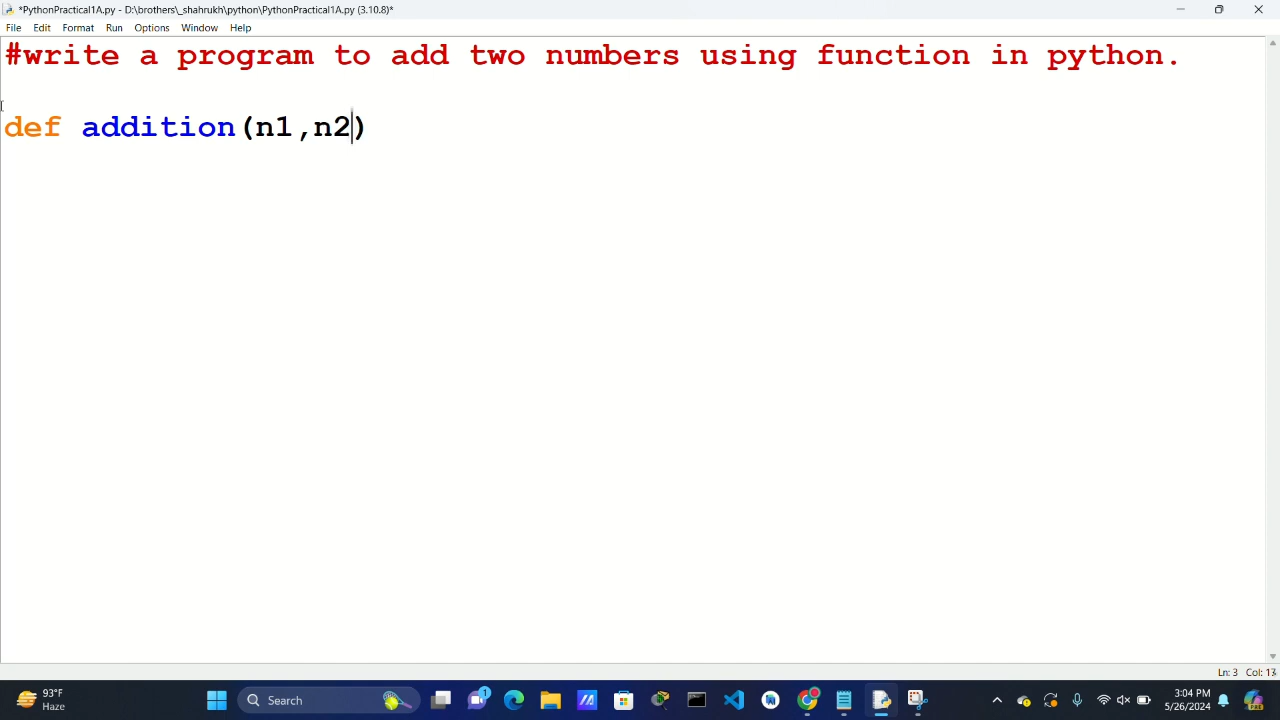 *PythonPractical1A.py - D:\brothers\_shahrukh\python\PythonPractical1A.py (3.10.8)*
File Edit Format Run Options Window Help
#write a program to add two numbers using function in python.
def addition(n1,n2)
Ln: 3 Col: 17
93°F
Haze
Search
1
3:04 PM
5/26/2024